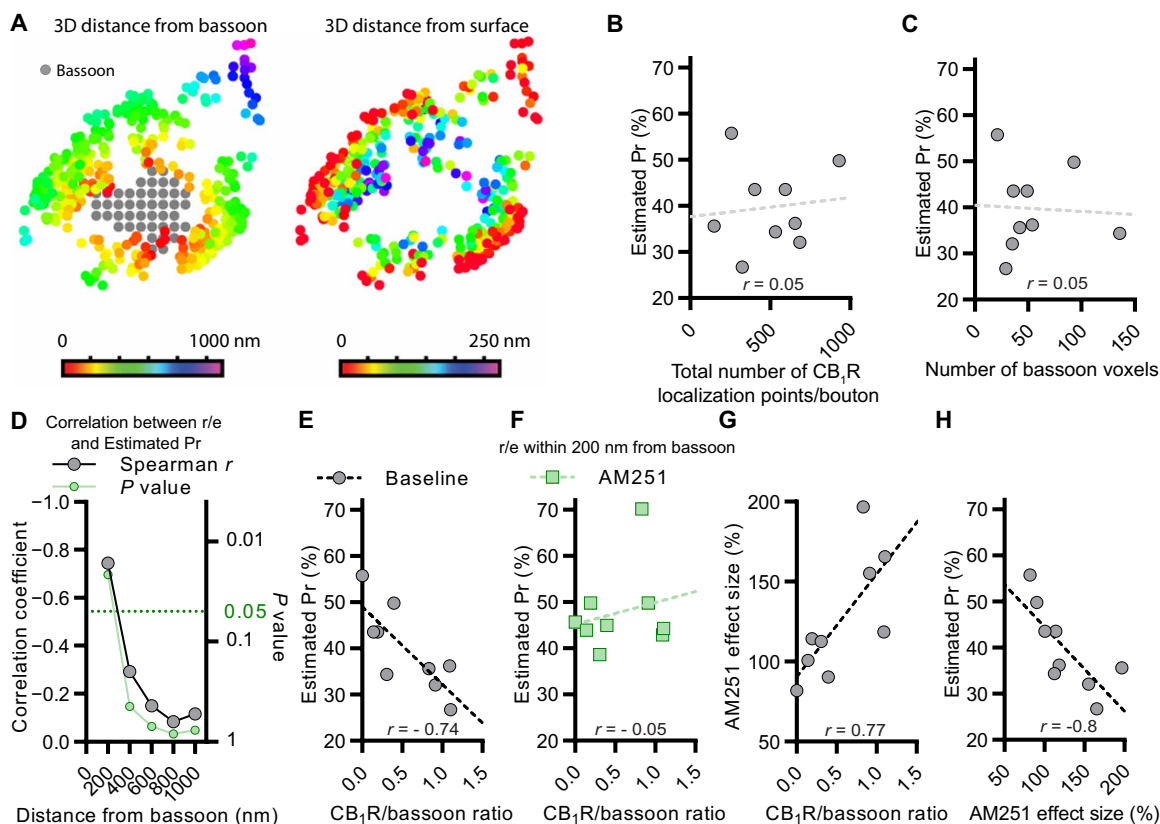 A
3D distance from bassoon
3D distance from surface
Bassoon
0
1000 nm
0
250 nm
B
70
60
50
40
30
20
Estimated Pr (%)
r = 0.05
0
500
1000
Total number of CB₁R
localization points/bouton
C
70
60
50
40
30
20
Estimated Pr (%)
r = 0.05
0
50
100
150
Number of bassoon voxels
D
Correlation between r/e
and Estimated Pr
Spearman r
P value
−1.0
−0.8
−0.6
−0.4
−0.2
0.0
Correlation coefficient
0.01
0.05
0.1
1
P value
0
200
400
600
800
1000
Distance from bassoon (nm)
E
Baseline
70
60
50
40
30
20
Estimated Pr (%)
r = - 0.74
0.0
0.5
1.0
1.5
CB₁R/bassoon ratio
F
r/e within 200 nm from bassoon
AM251
70
60
50
40
30
20
Estimated Pr (%)
r = - 0.05
0.0
0.5
1.0
1.5
CB₁R/bassoon ratio
G
200
150
100
50
AM251 effect size (%)
r = 0.77
0.0
0.5
1.0
1.5
CB₁R/bassoon ratio
H
70
60
50
40
30
20
Estimated Pr (%)
r = -0.8
50
100
150
200
AM251 effect size (%)